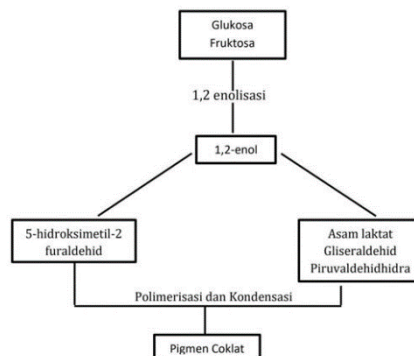 Glukosa
Fruktosa
1,2 enolisasi
1,2-enol
5-hidroksimetil-2
furaldehid
Asam laktat
Gliseraldehid
Piruvaldehidhidra
Polimerisasi dan Kondensasi
Pigmen Coklat